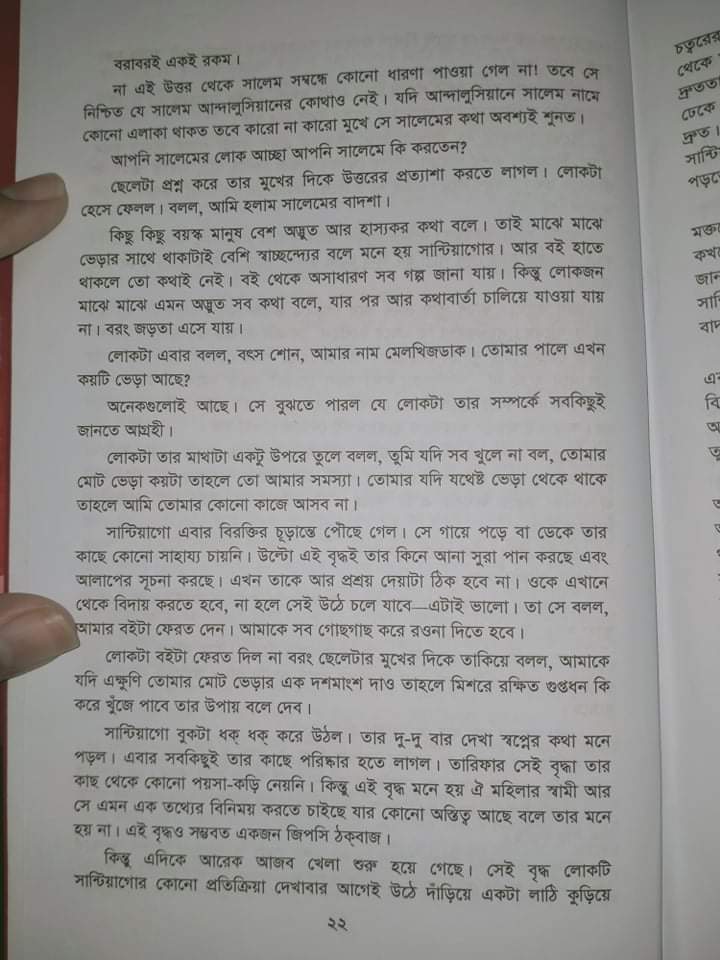 বরাবরই একই রকম।
না এই উত্তর থেকে সালেম সম্বন্ধে কোনো ধারণা পাওয়া গেল না! তবে সে
নিশ্চিত যে সালেম আন্দালুসিয়ানের কোথাও নেই। যদি আন্দালুসিয়ানে সালেম নামে
কোনো এলাকা থাকত তবে কারো না কারো মুখে সে সালেমের কথা অবশ্যই শুনত।
আপনি সালেমের লোক আচ্ছা আপনি সালেমে কি করতেন?
ছেলেটা প্রশ্ন করে তার মুখের দিকে উত্তরের প্রত্যাশা করতে লাগল। লোকটা
হেসে ফেলল। বলল, আমি হলাম সালেমের বাদশা।
কিছু কিছু বয়স্ক মানুষ বেশ অদ্ভুত আর হাস্যকর কথা বলে। তাই মাঝে মাঝে
ভেড়ার সাথে থাকাটাই বেশি স্বাচ্ছন্দ্যের বলে মনে হয় সান্টিয়াগোর। আর বই হাতে
থাকলে তো কথাই নেই। বই থেকে অসাধারণ সব গল্প জানা যায়। কিন্তু লোকজন
মাঝে মাঝে এমন অদ্ভুত সব কথা বলে, যার পর আর কথাবার্তা চালিয়ে যাওয়া যায়
না। বরং জড়তা এসে যায়।
লোকটা এবার বলল, বৎস শোন, আমার নাম মেলখিজডাক। তোমার পালে এখন
কয়টি ভেড়া আছে?
অনেকগুলোই আছে। সে বুঝতে পারল যে লোকটা তার সম্পর্কে সবকিছুই
জানতে আগ্রহী।
লোকটা তার মাথাটা একটু উপরে তুলে বলল, তুমি যদি সব খুলে না বল, তোমার
মোট ভেড়া কয়টা তাহলে তো আমার সমস্যা। তোমার যদি যথেষ্ট ভেড়া থেকে থাকে
তাহলে আমি তোমার কোনো কাজে আসব না।
সান্টিয়াগো এবার বিরক্তির চূড়ান্তে পৌছে গেল। সে গায়ে পড়ে বা ডেকে তার
কাছে কোনো সাহায্য চায়নি। উল্টো এই বৃদ্ধই তার কিনে আনা সুরা পান করছে এবং
আলাপের সূচনা করছে। এখন তাকে আর প্রশ্রয় দেয়াটা ঠিক হবে না। ওকে এখানে
থেকে বিদায় করতে হবে, না হলে সেই উঠে চলে যাবে—এটাই ভালো। তা সে বলল,
আমার বইটা ফেরত দেন। আমাকে সব গোছগাছ করে রওনা দিতে হবে।
লোকটা বইটা ফেরত দিল না বরং ছেলেটার মুখের দিকে তাকিয়ে বলল, আমাকে
যদি এক্ষুণি তোমার মোট ভেড়ার এক দশমাংশ দাও তাহলে মিশরে রক্ষিত গুপ্তধন কি
করে খুঁজে পাবে তার উপায় বলে দেব।
সান্টিয়াগো বুকটা ধক্ ধক্ করে উঠল। তার দু-দু বার দেখা স্বপ্নের কথা মনে
পড়ল। এবার সবকিছুই তার কাছে পরিষ্কার হতে লাগল। তারিফার সেই বৃদ্ধা তার
কাছ থেকে কোনো পয়সা-কড়ি নেয়নি। কিন্তু এই বৃদ্ধ মনে হয় ঐ মহিলার স্বামী আর
সে এমন এক তথ্যের বিনিময় করতে চাইছে যার কোনো অস্তিত্ব আছে বলে তার মনে
হয় না। এই বৃদ্ধও সম্ভবত একজন জিপসি ঠক্‌বাজ।
কিন্তু এদিকে আরেক আজব খেলা শুরু হয়ে গেছে। সেই বৃদ্ধ লোকটি
সান্টিয়াগোর কোনো প্রতিক্রিয়া দেখাবার আগেই উঠে দাঁড়িয়ে একটা লাঠি কুড়িয়ে
২২
চত্বরের
থেকে
দ্রুততা
ঢেকে
দ্রুত।
সান্টি
পড়তে
মক্ত
কখ
জান
সান্টি
বাদ